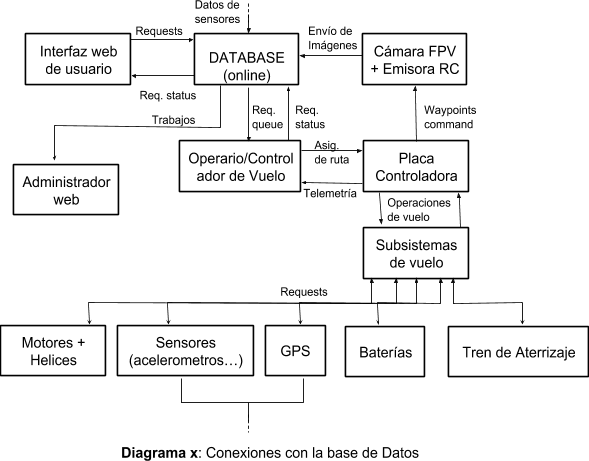 Datos de
sensores
Requests
Envío de
Imágenes
Interfaz web
de usuario
DATABASE
(online)
Cámara FPV
+ Emisora RC
Req. status
Trabajos
Req.
queue
Req.
status
Waypoints
command
Administrador
web
Operario/Control
ador de Vuelo
Asig.
de ruta
Telemetría
Placa
Controladora
Operaciones
de vuelo
Subsistemas
de vuelo
Requests
Motores +
Helices
Sensores
(acelerometros…)
GPS
Baterías
Tren de Aterrizaje
Diagrama x: Conexiones con la base de Datos